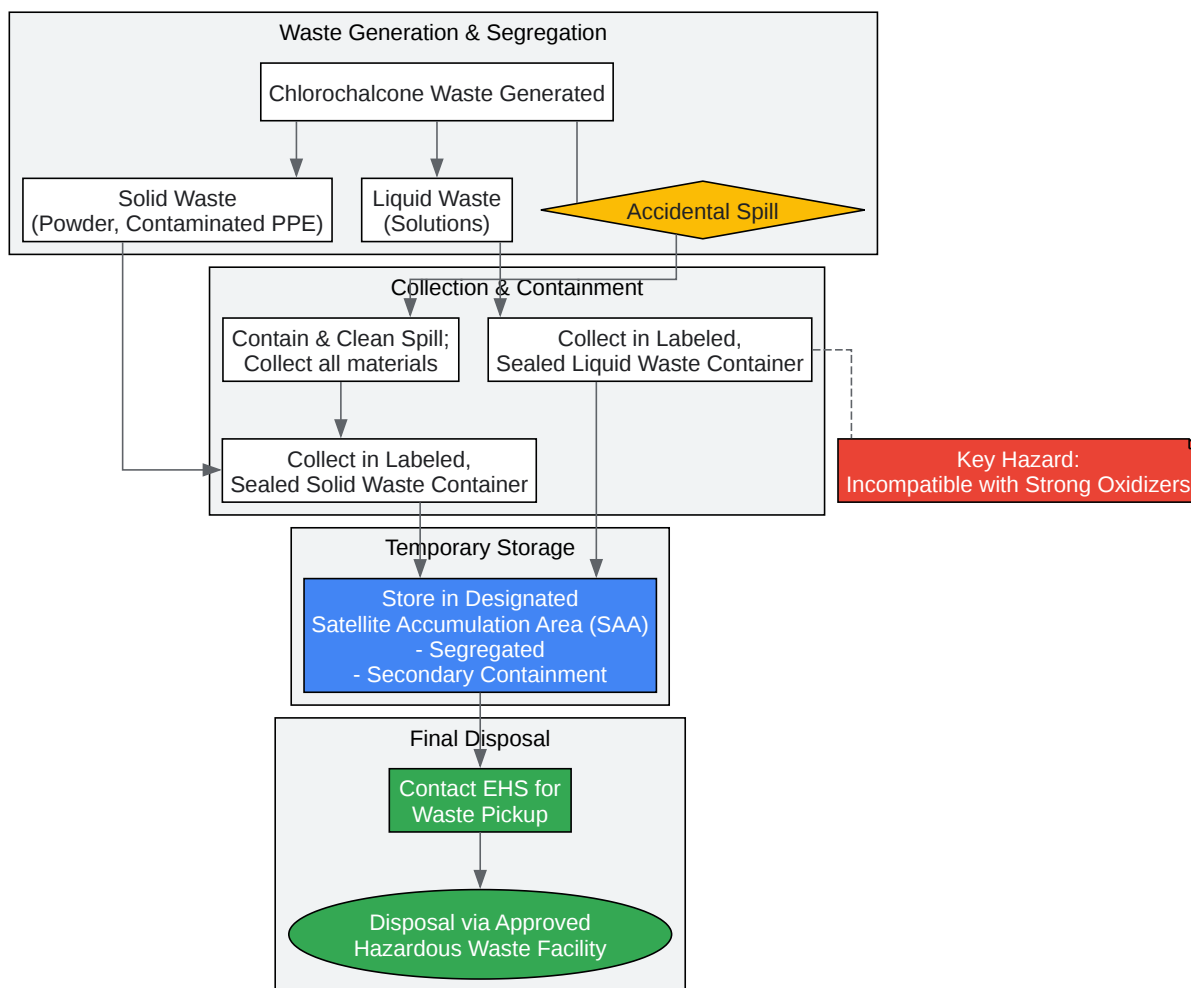 Waste Generation & Segregation
Chlorochalcone Waste Generated
Solid Waste
(Powder, Contaminated PPE)
Liquid Waste
(Solutions)
Accidental Spill
Collection & Containment
Contain & Clean Spill;
Collect all materials
Collect in Labeled,
Sealed Liquid Waste Container
Collect in Labeled,
Sealed Solid Waste Container
Key Hazard:
Incompatible with Strong Oxidizers
Temporary Storage
Store in Designated
Satellite Accumulation Area (SAA)
- Segregated
- Secondary Containment
Final Disposal
Contact EHS for
Waste Pickup
Disposal via Approved
Hazardous Waste Facility